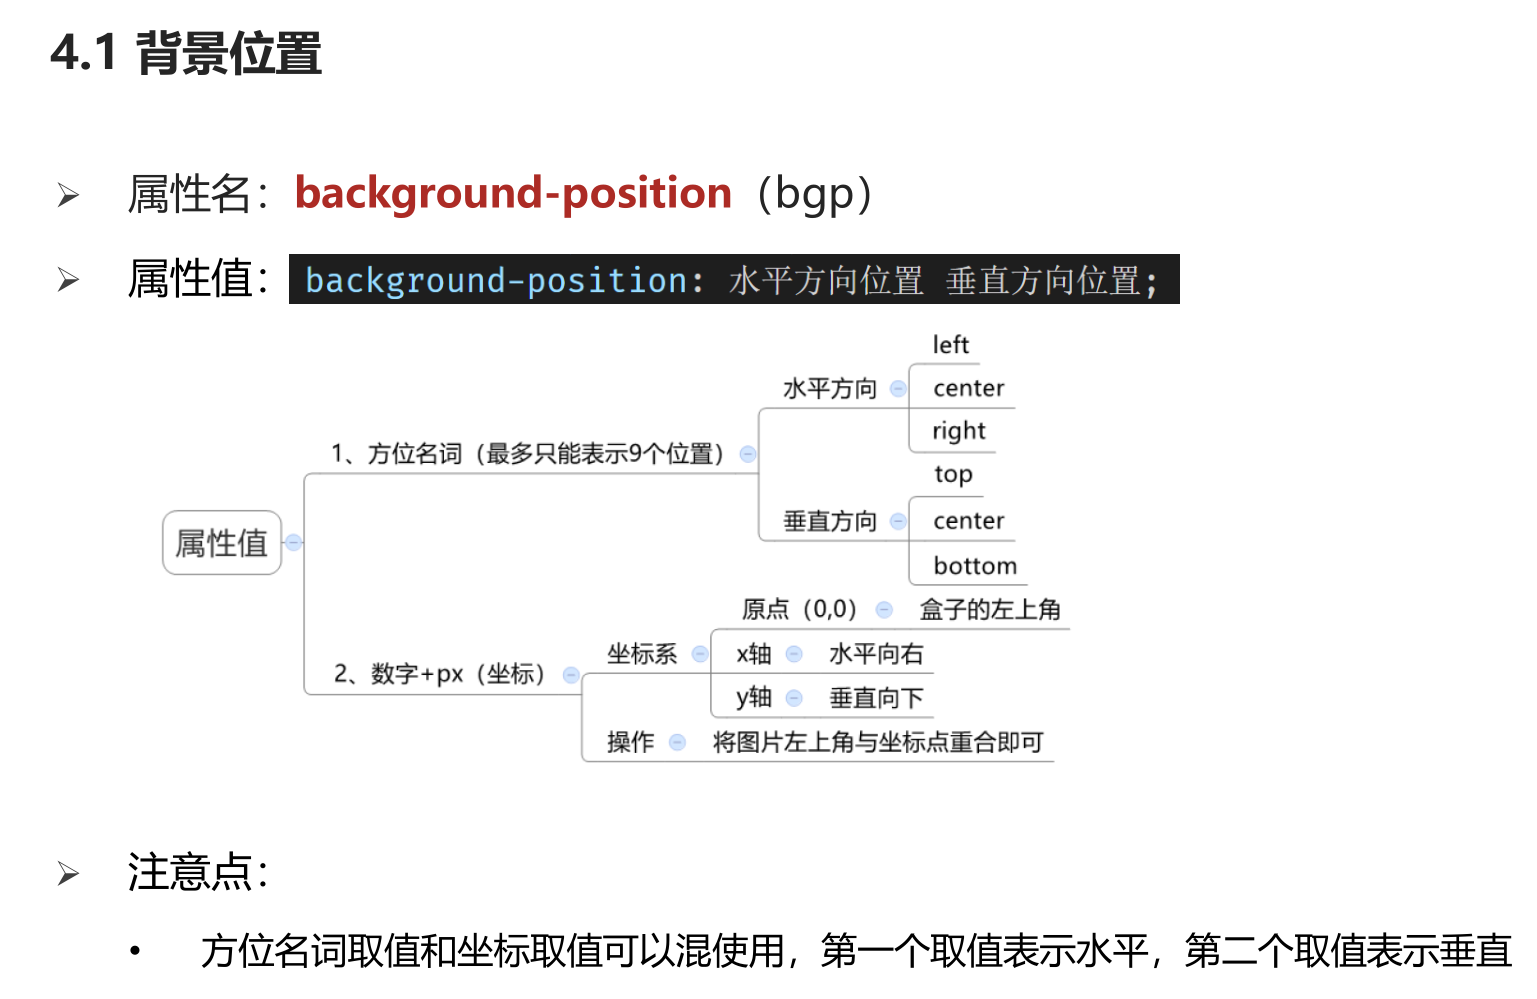 4.1 背景位置
属性名：background-position（bgp）
属性值：background-position: 水平方向位置 垂直方向位置;
属性值
1、方位名词（最多只能表示9个位置）
水平方向
left
center
right
垂直方向
top
center
bottom
2、数字+px（坐标）
坐标系
原点（0,0） 盒子的左上角
x轴 水平向右
y轴 垂直向下
操作 将图片左上角与坐标点重合即可
注意点：
• 方位名词取值和坐标取值可以混使用，第一个取值表示水平，第二个取值表示垂直